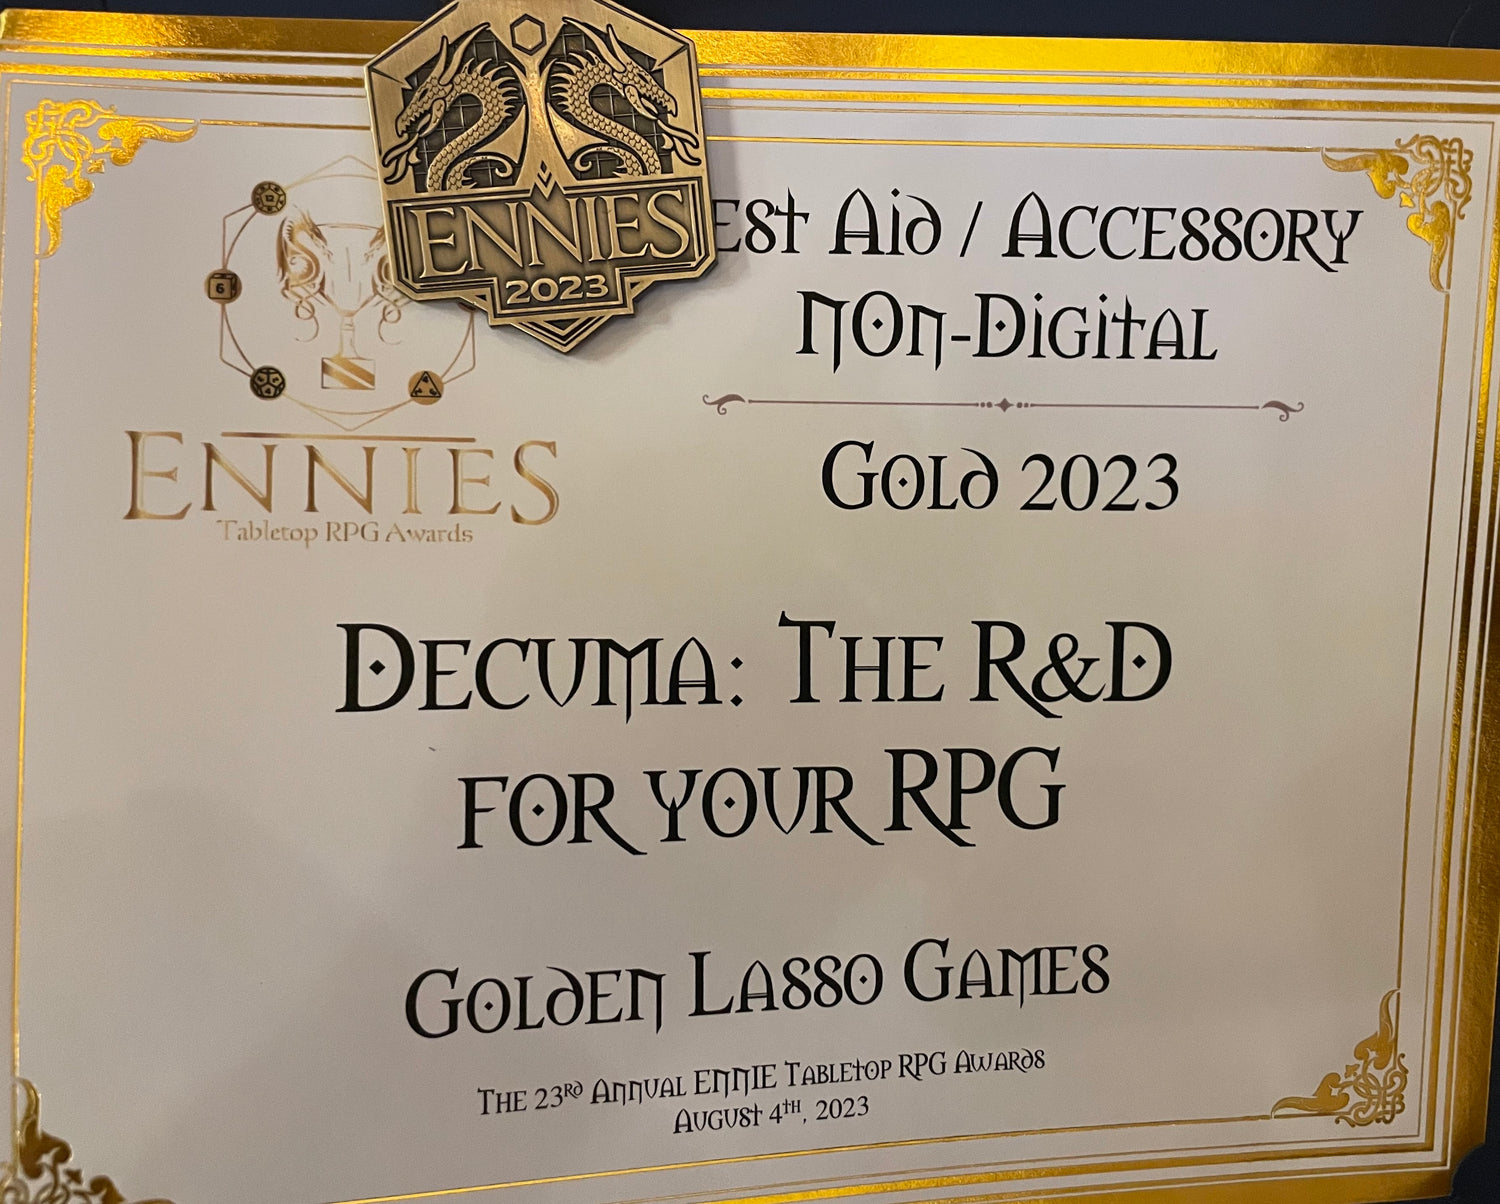 ENNIES
2023
est Aid / Accessory
Non-Digital
Gold 2023
6
ENNIES
Tabletop RPG Awards
Decuma: The R&D
for your RPG
Golden Lasso Games
The 23rd Annual ENNIE Tabletop RPG Awards
August 4th, 2023